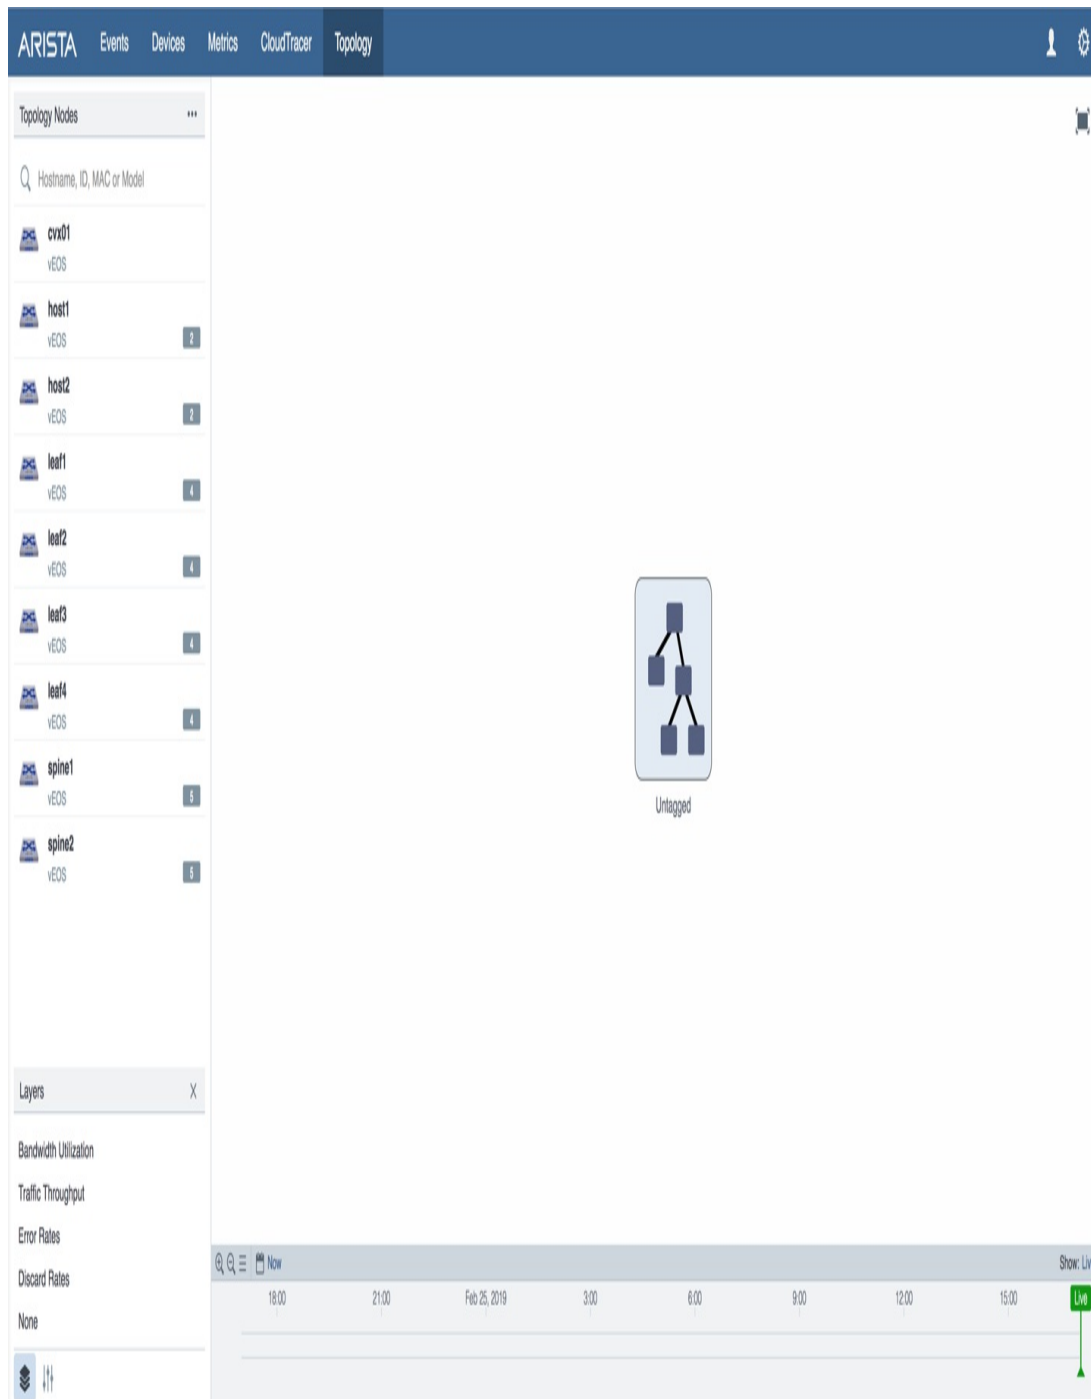 ARISTA Events Devices Metrics CloudTracer Topology
Topology Nodes
Hostname, ID, MAC or Model
cvx01
vEOS
host1
vEOS
2
host2
vEOS
2
leaf1
vEOS
4
leaf2
vEOS
4
leaf3
vEOS
4
leaf4
vEOS
4
spine1
vEOS
5
spine2
vEOS
5
Untagged
Layers X
Bandwidth Utilization
Traffic Throughput
Error Rates
Discard Rates
None
Now Show: Liv
18:00 21:00 Feb 25, 2019 3:00 6:00 9:00 12:00 15:00 Live